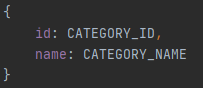 {
    id: CATEGORY_ID,
    name: CATEGORY_NAME
}